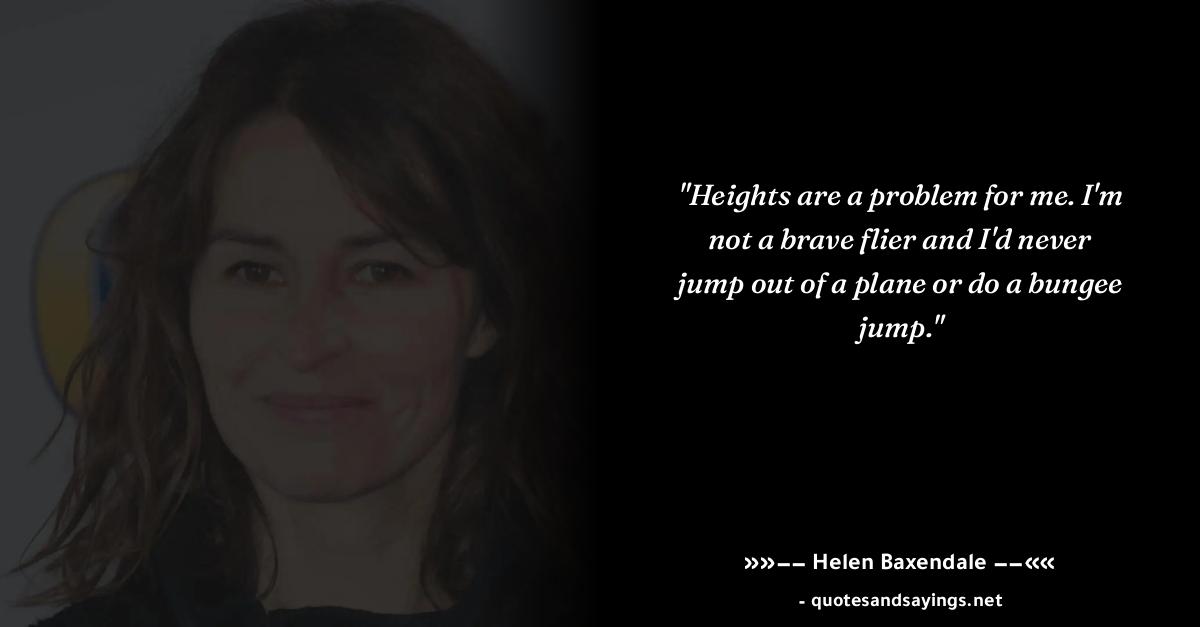 "Heights are a problem for me. I'm
not a brave flier and I'd never
jump out of a plane or do a bungee
jump."
»»–– Helen Baxendale ––««
- quotesandsayings.net